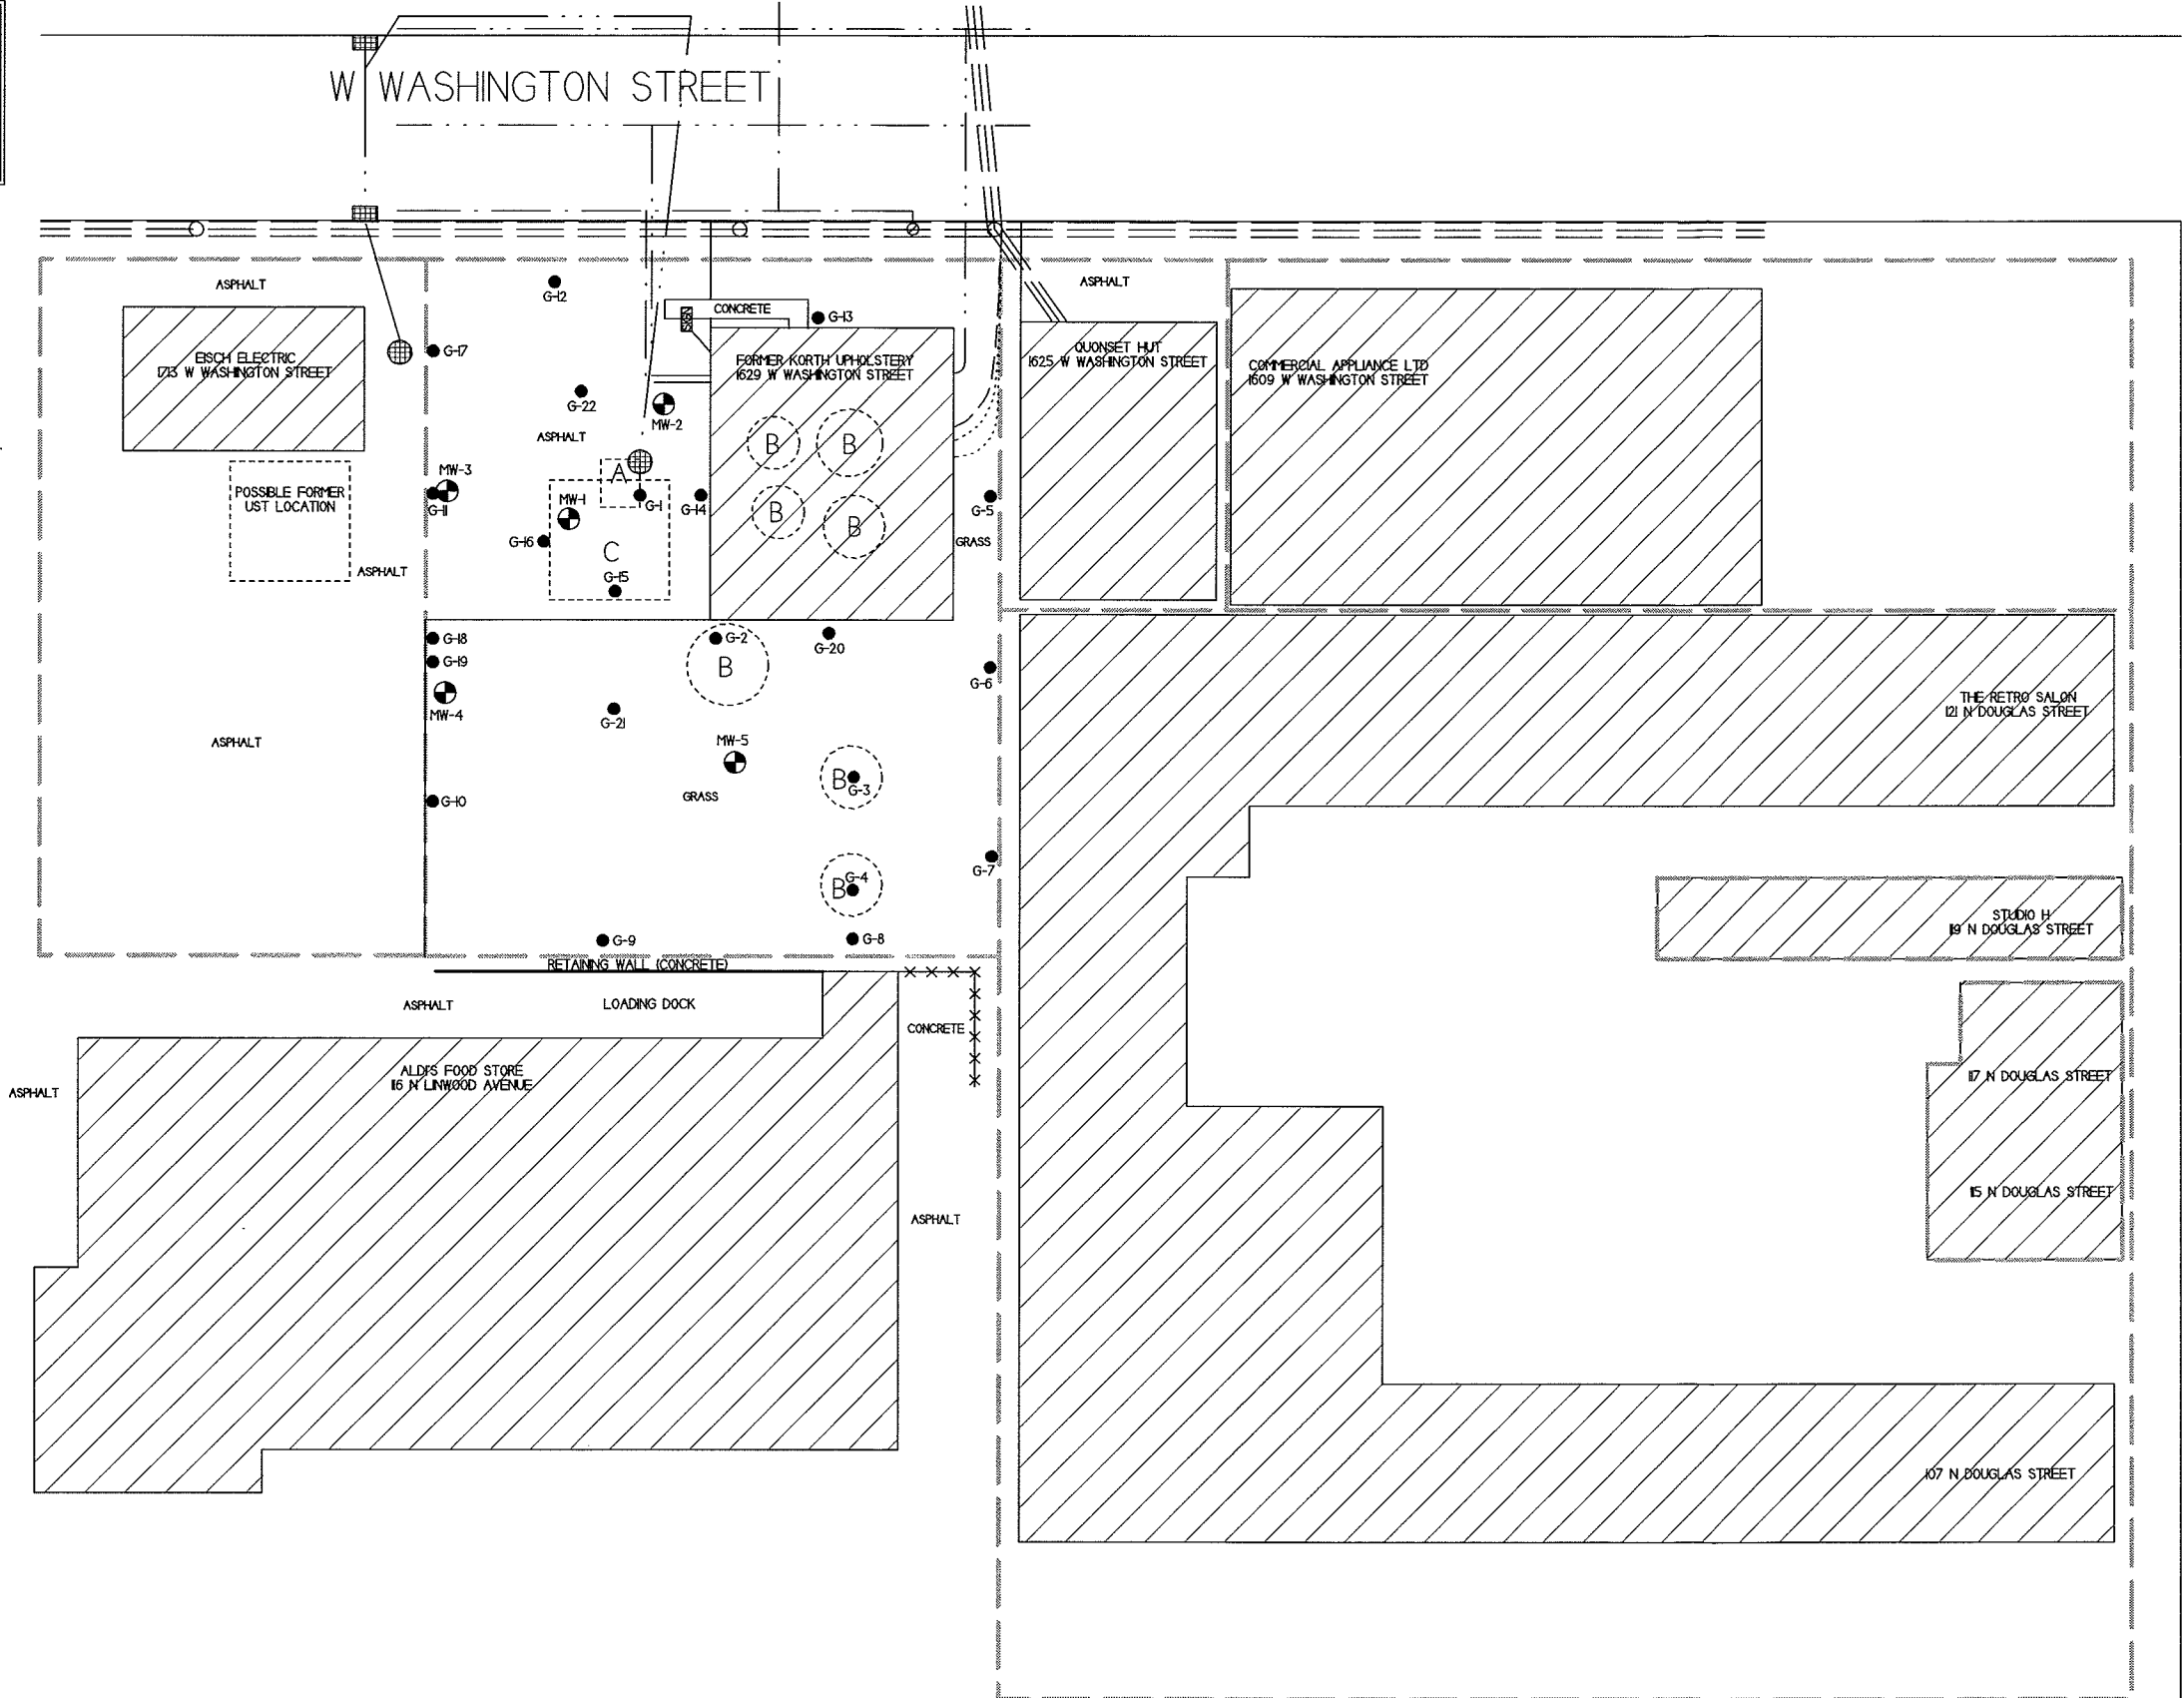 W WASHINGTON STREET
ASPHALT
G-12
ASPHALT
CONCRETE
SIGN
G-13
EISCH ELECTRIC
1713 W WASHINGTON STREET
G-17
FORMER KORTH UPHOLSTERY
1629 W WASHINGTON STREET
QUONSET HUT
1625 W WASHINGTON STREET
COMMERCIAL APPLIANCE LTD
1609 W WASHINGTON STREET
G-22
MW-2
ASPHALT
B
B
MW-3
A
POSSIBLE FORMER
UST LOCATION
G-11
MW-1
G-1
G-14
B
B
G-5
G-16
C
GRASS
ASPHALT
G-15
G-18
G-2
G-20
G-19
B
G-6
MW-4
G-21
THE RETRO SALON
121 N DOUGLAS STREET
ASPHALT
MW-5
B
G-3
GRASS
G-10
G-7
B
G-4
STUDIO H
119 N DOUGLAS STREET
G-9
G-8
RETAINING WALL (CONCRETE)
ASPHALT
LOADING DOCK
CONCRETE
ALDI'S FOOD STORE
116 N LINWOOD AVENUE
117 N DOUGLAS STREET
ASPHALT
115 N DOUGLAS STREET
ASPHALT
107 N DOUGLAS STREET